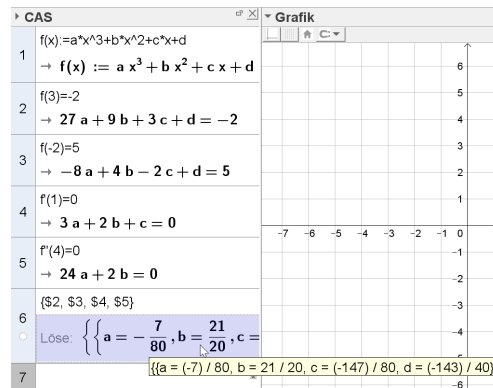 CAS
1
f(x):=a*x^3+b*x^2+c*x+d
→ f(x) := a x³ + b x² + c x + d
2
f(3)=-2
→ 27 a + 9 b + 3 c + d = −2
3
f(-2)=5
→ −8 a + 4 b − 2 c + d = 5
4
f'(1)=0
→ 3 a + 2 b + c = 0
5
f''(4)=0
→ 24 a + 2 b = 0
6
{$2, $3, $4, $5}
Löse: {{a = − 7/80 , b = 21/20 , c =
7
{{a = (-7) / 80, b = 21 / 20, c = (-147) / 80, d = (-143) / 40}
Grafik
6
5
4
3
2
1
−7 −6 −5 −4 −3 −2 −1 0
−1
−2
−3
−4
−6